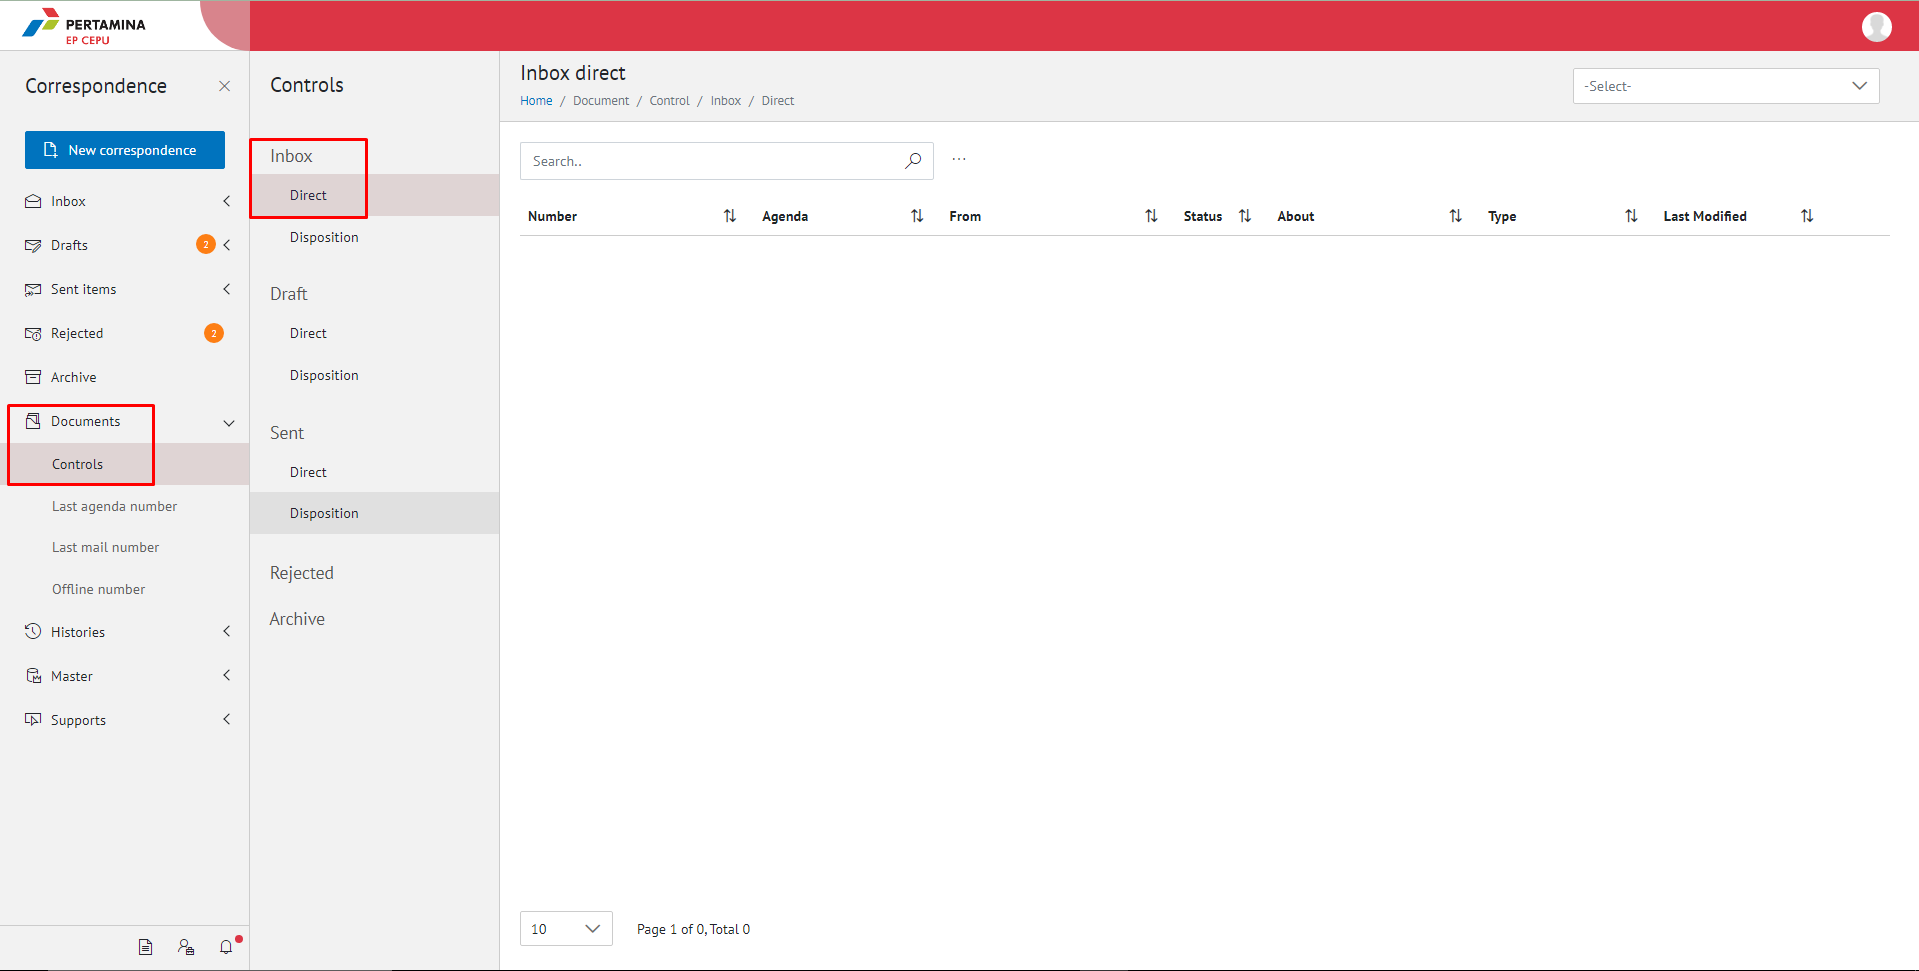 PERTAMINA
EP CEPU
Correspondence
New correspondence
Inbox
Drafts
2
Sent items
Rejected
2
Archive
Documents
Controls
Last agenda number
Last mail number
Offline number
Histories
Master
Supports
Controls
Inbox
Direct
Disposition
Draft
Direct
Disposition
Sent
Direct
Disposition
Rejected
Archive
Inbox direct
Home / Document / Control / Inbox / Direct
-Select-
Search..
...
Number Agenda From Status About Type Last Modified
10
Page 1 of 0, Total 0